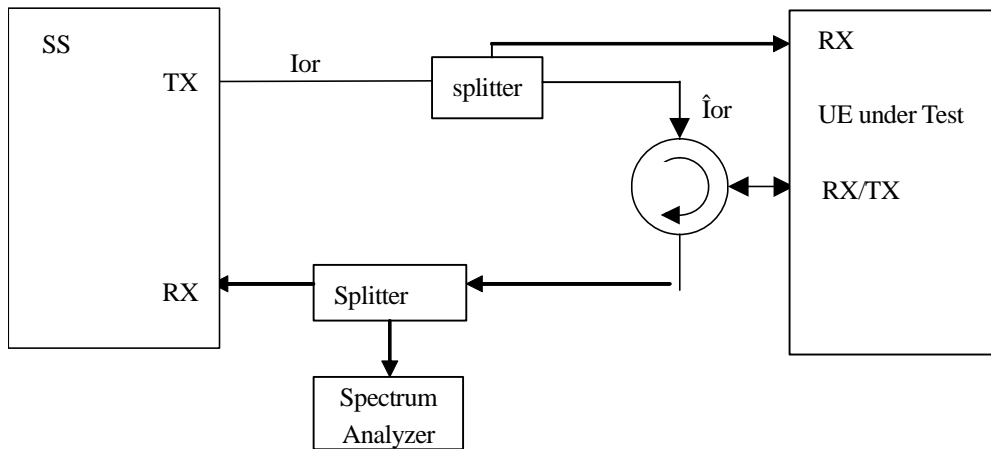 SS
TX
Ior
splitter
Îor
RX
UE under Test
RX/TX
RX
Splitter
Spectrum
Analyzer